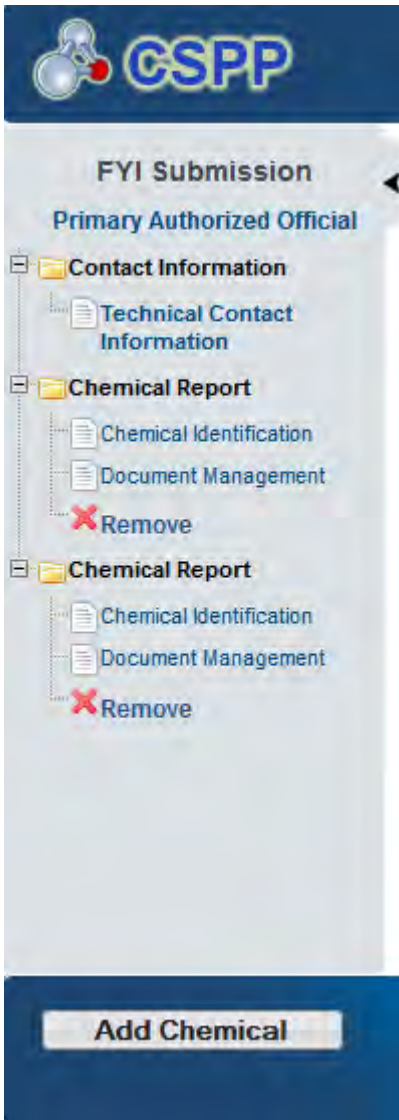 CSPP
FYI Submission
Primary Authorized Official
Contact Information
Technical Contact
Information
Chemical Report
Chemical Identification
Document Management
Remove
Chemical Report
Chemical Identification
Document Management
Remove
Add Chemical